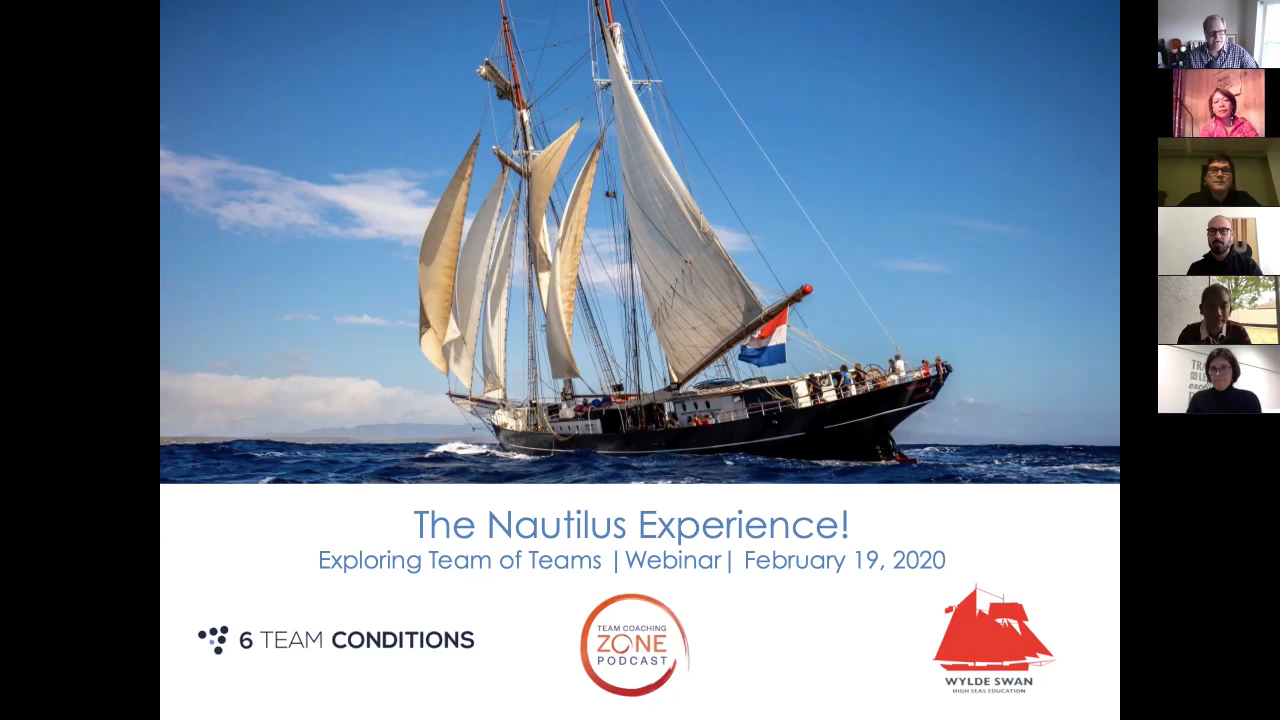 The Nautilus Experience!
Exploring Team of Teams | Webinar | February 19, 2020
6 TEAM CONDITIONS
TEAM COACHING
ZONE
PODCAST
WYLDE SWAN
HIGH SEAS EDUCATION